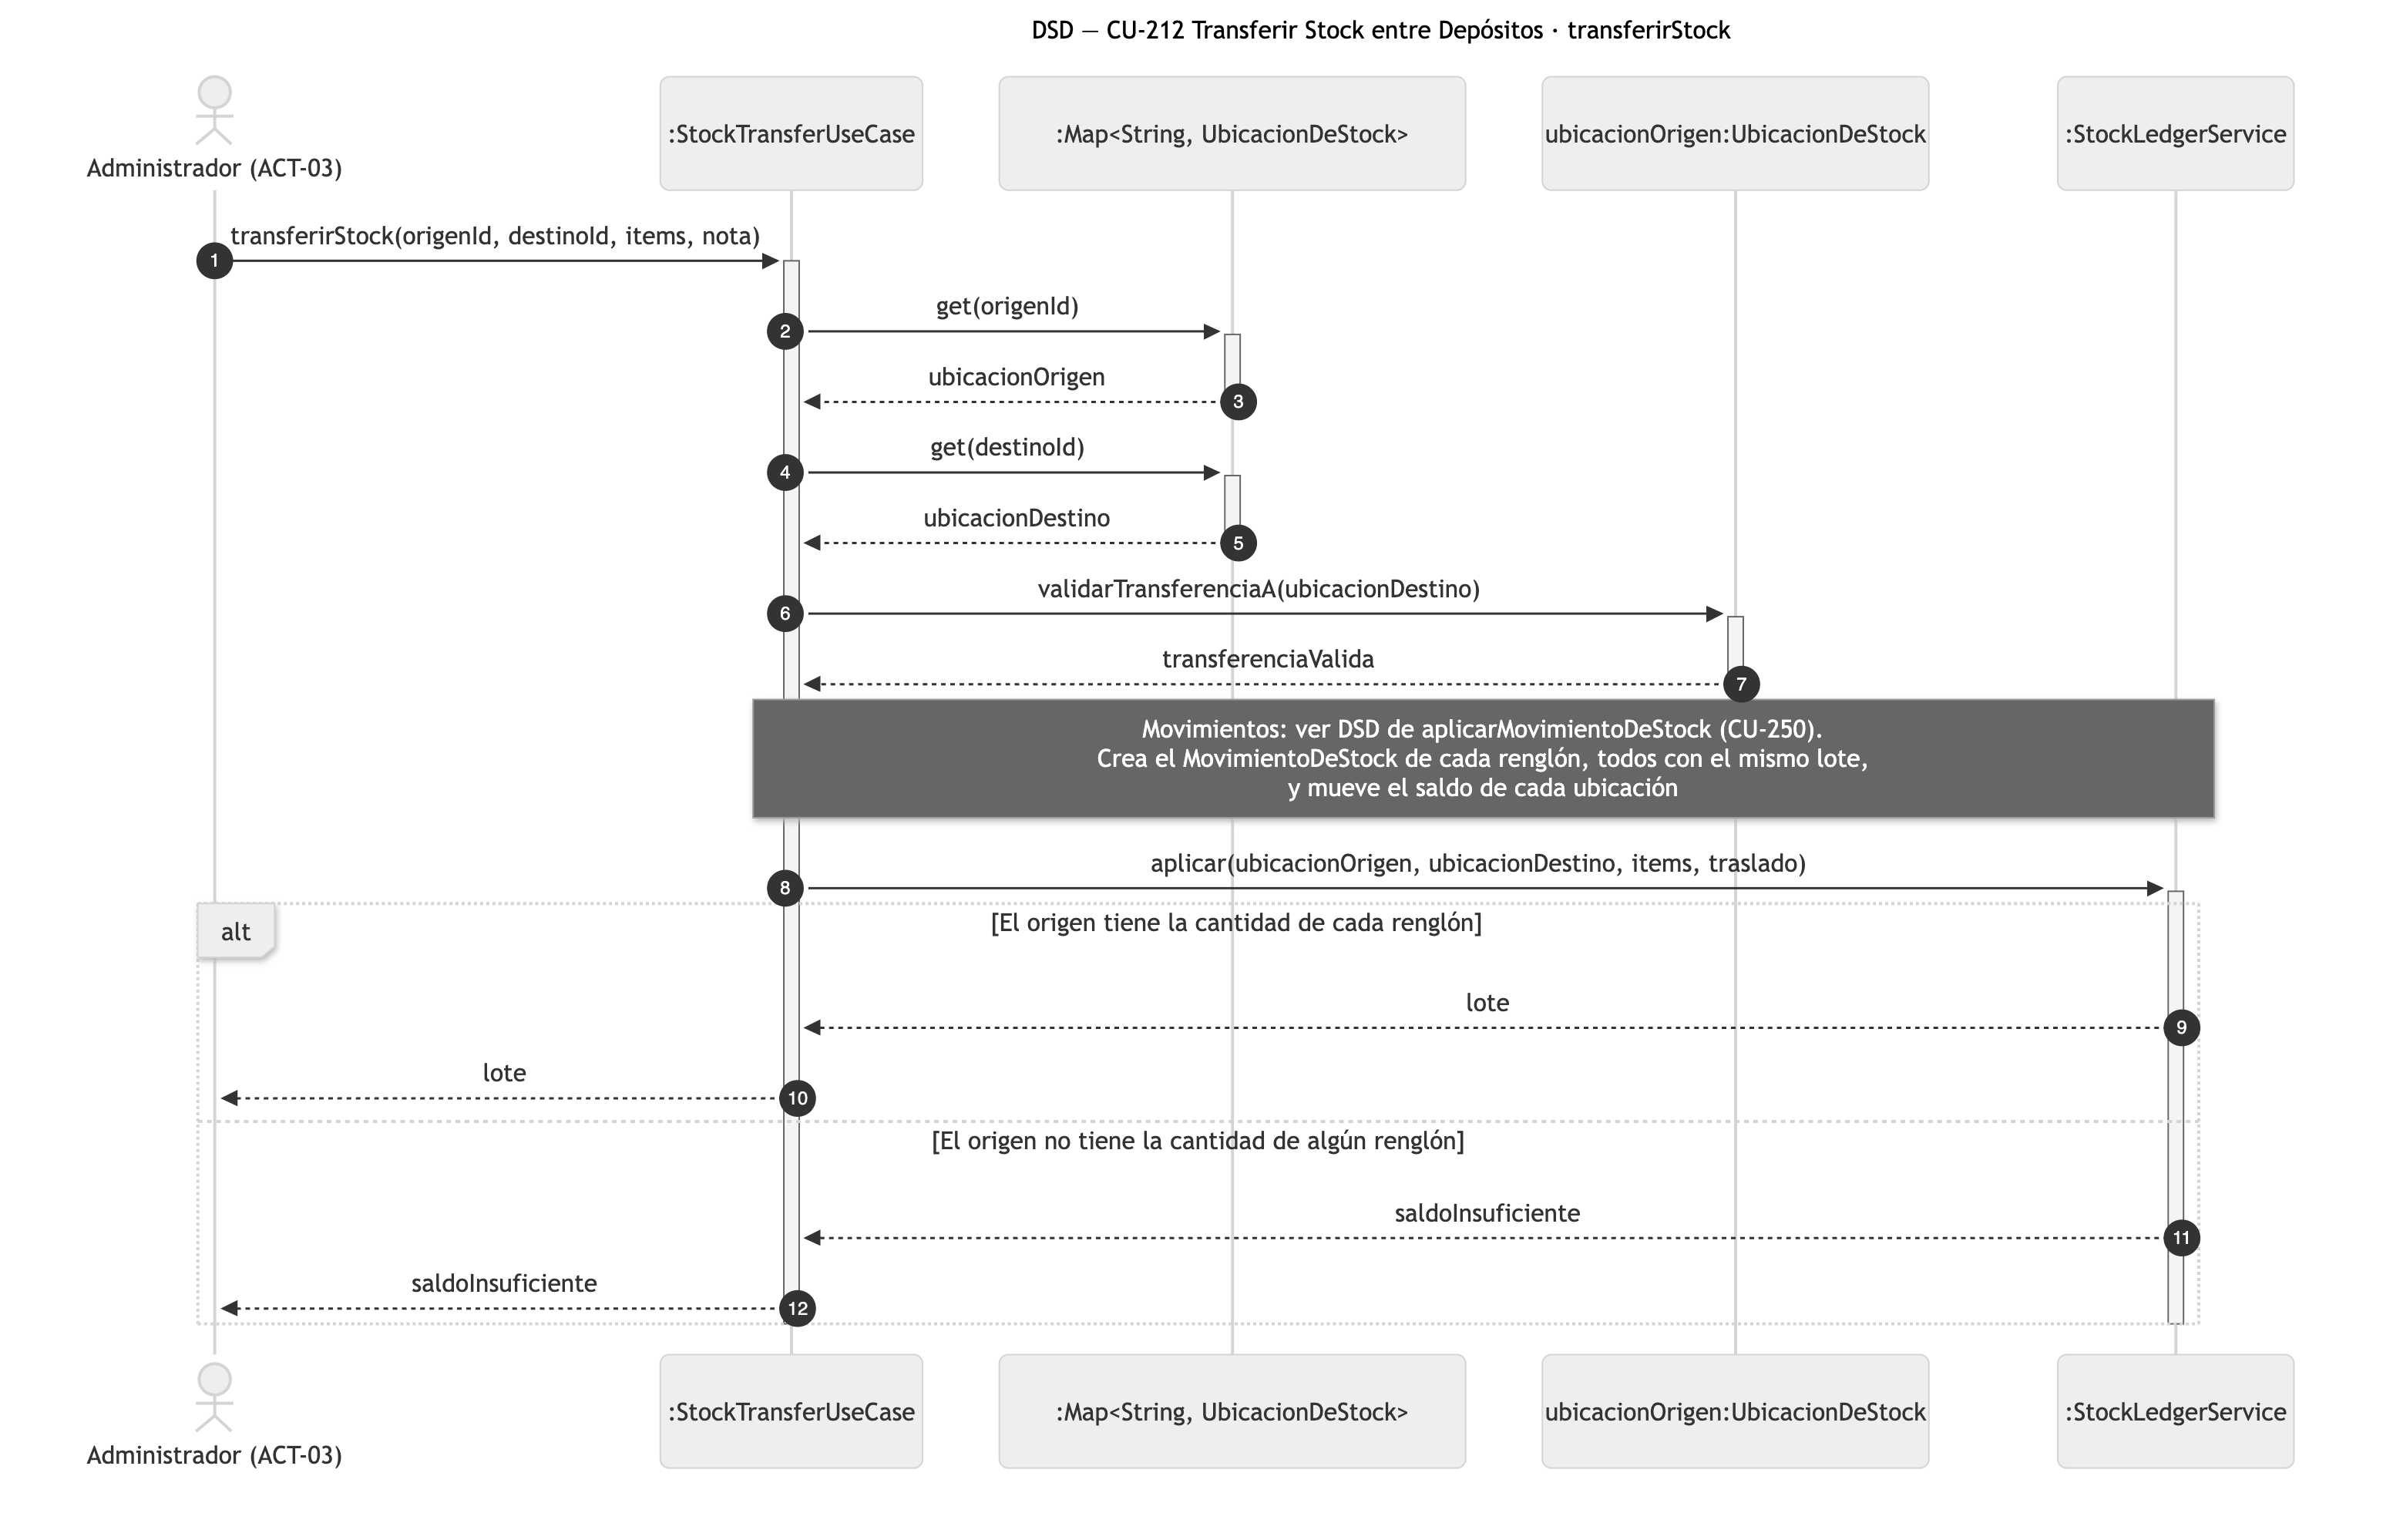 DSD — CU-212 Transferir Stock entre Depósitos · transferirStock
Administrador (ACT-03)
:StockTransferUseCase
:Map<String, UbicacionDeStock>
ubicacionOrigen:UbicacionDeStock
:StockLedgerService
transferirStock(origenId, destinoId, items, nota)
1
get(origenId)
2
ubicacionOrigen
3
get(destinoId)
4
ubicacionDestino
5
validarTransferenciaA(ubicacionDestino)
6
transferenciaValida
7
Movimientos: ver DSD de aplicarMovimientoDeStock (CU-250).
Crea el MovimientoDeStock de cada renglón, todos con el mismo lote,
y mueve el saldo de cada ubicación
aplicar(ubicacionOrigen, ubicacionDestino, items, traslado)
8
alt
[El origen tiene la cantidad de cada renglón]
lote
9
lote
10
[El origen no tiene la cantidad de algún renglón]
saldoInsuficiente
11
saldoInsuficiente
12
:StockTransferUseCase
:Map<String, UbicacionDeStock>
ubicacionOrigen:UbicacionDeStock
:StockLedgerService
Administrador (ACT-03)